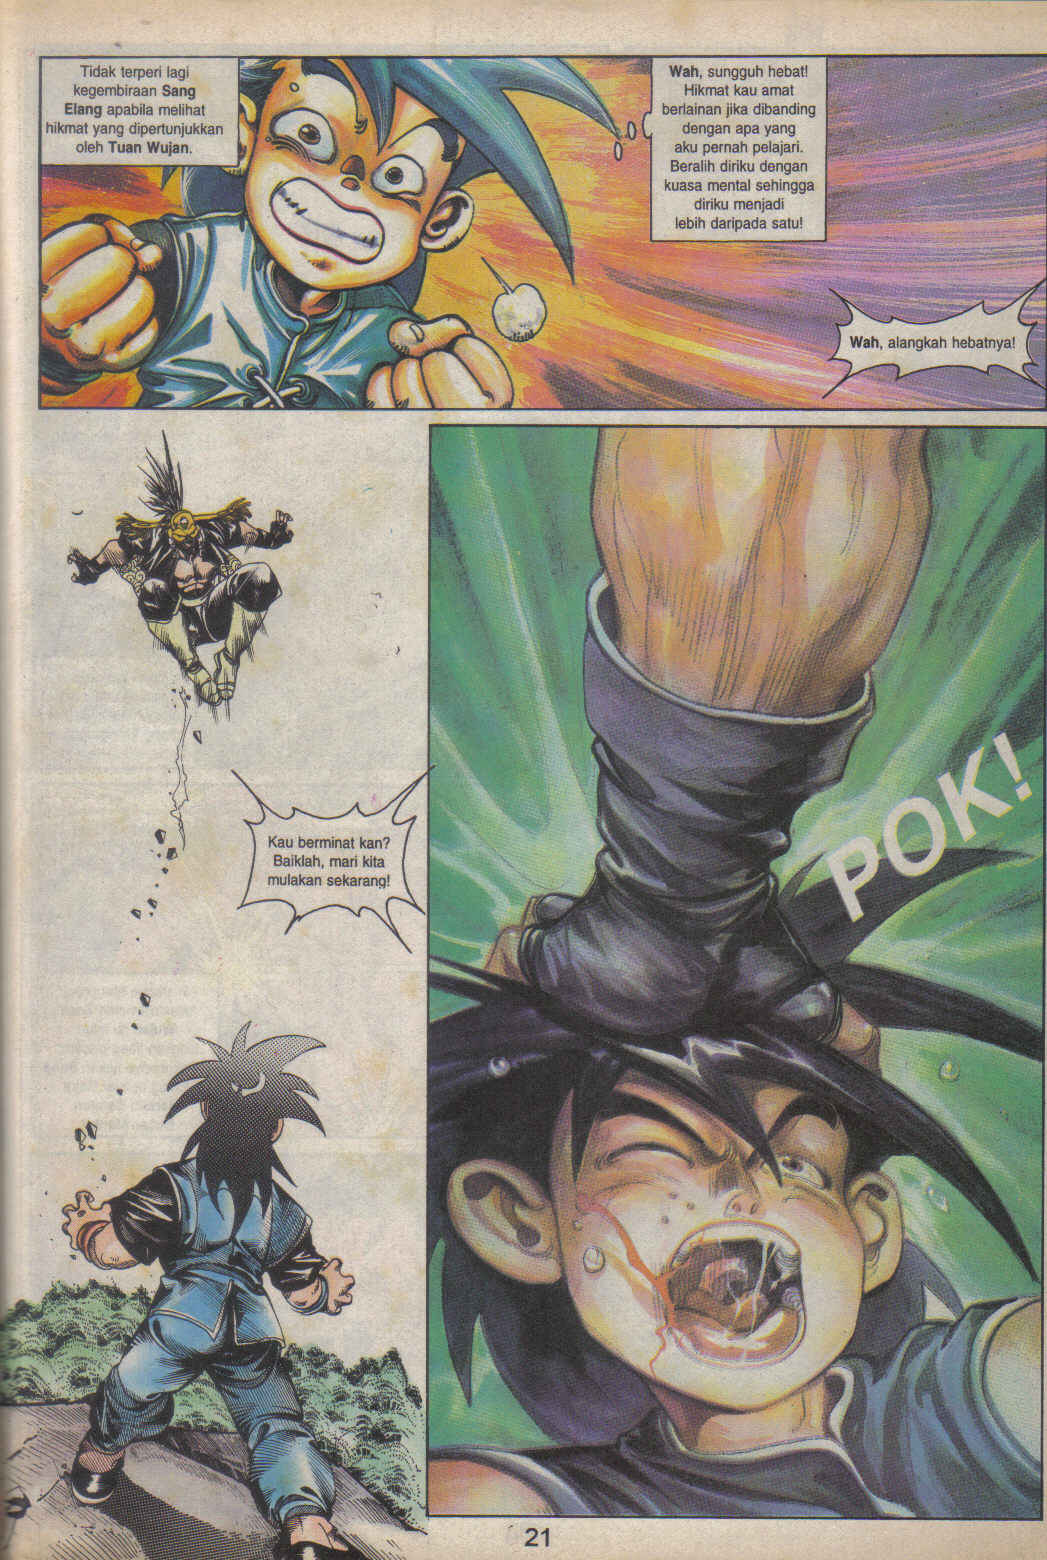 Tidak terperi lagi
kegembiraan Sang
Elang apabila melihat
hikmat yang dipertunjukkan
oleh Tuan Wujan.
Wah, sungguh hebat!
Hikmat kau amat
berlainan jika dibanding
dengan apa yang
aku pernah pelajari.
Beralih diriku dengan
kuasa mental sehingga
diriku menjadi
lebih daripada satu!
Wah, alangkah hebatnya!
Kau berminat kan?
Baiklah, mari kita
mulakan sekarang!
POK!
21